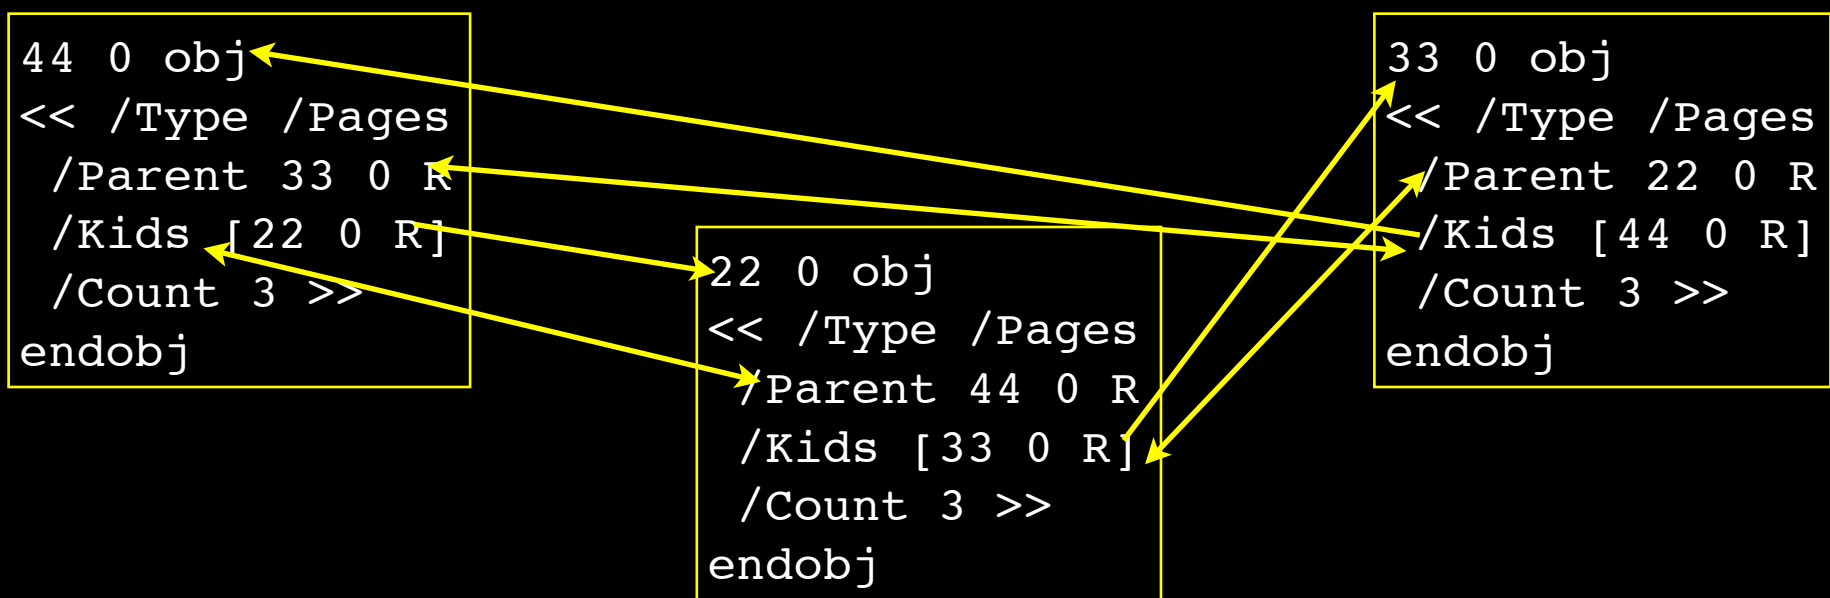 44 0 obj
<< /Type /Pages
/Parent 33 0 R
/Kids [22 0 R]
/Count 3 >>
endobj
22 0 obj
<< /Type /Pages
/Parent 44 0 R
/Kids [33 0 R]
/Count 3 >>
endobj
33 0 obj
<< /Type /Pages
/Parent 22 0 R
/Kids [44 0 R]
/Count 3 >>
endobj